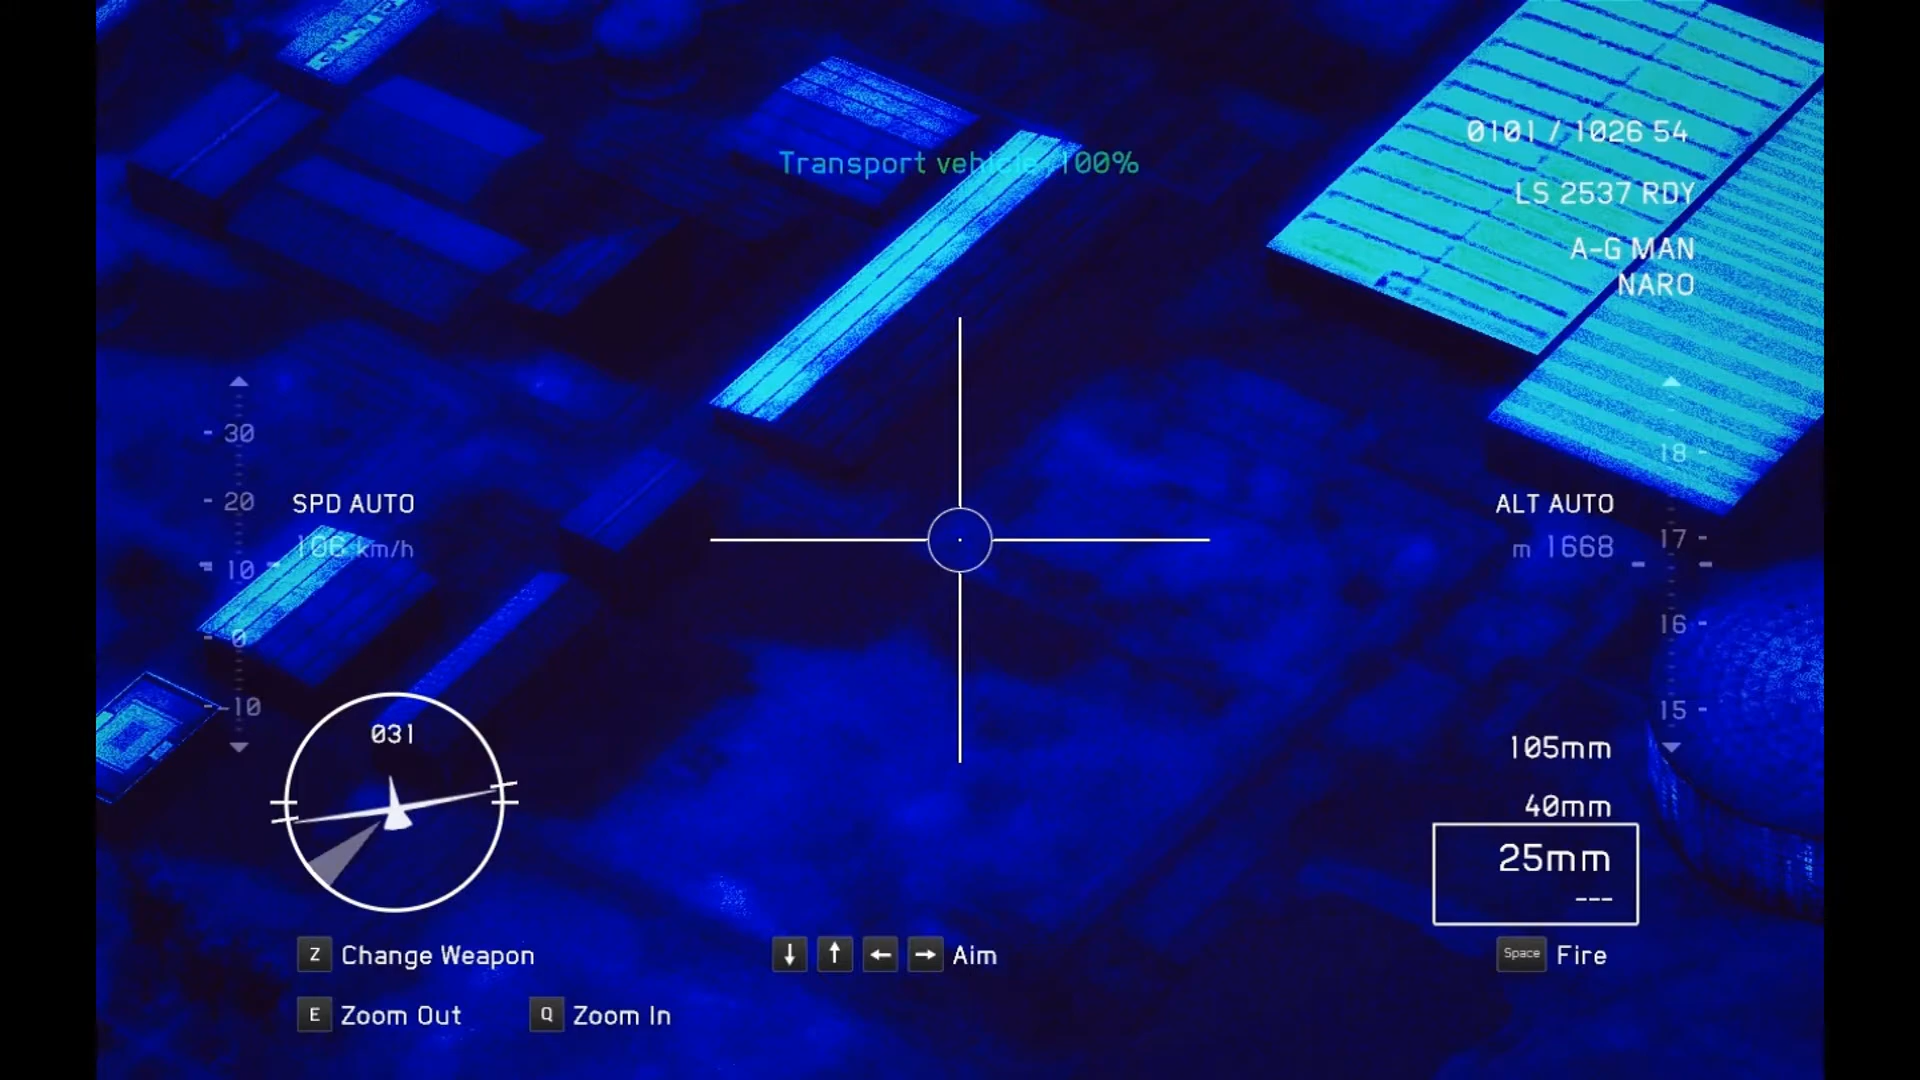 Transport vehicle 100%
0101 / 1026 54
LS 2537 RDY
A-G MAN
NARO
30
20
10
0
-10
SPD AUTO
106 km/h
ALT AUTO
m 1668
18
17
16
15
031
105mm
40mm
25mm
---
Z Change Weapon
↓ ↑ ← → Aim
Space Fire
E Zoom Out
Q Zoom In